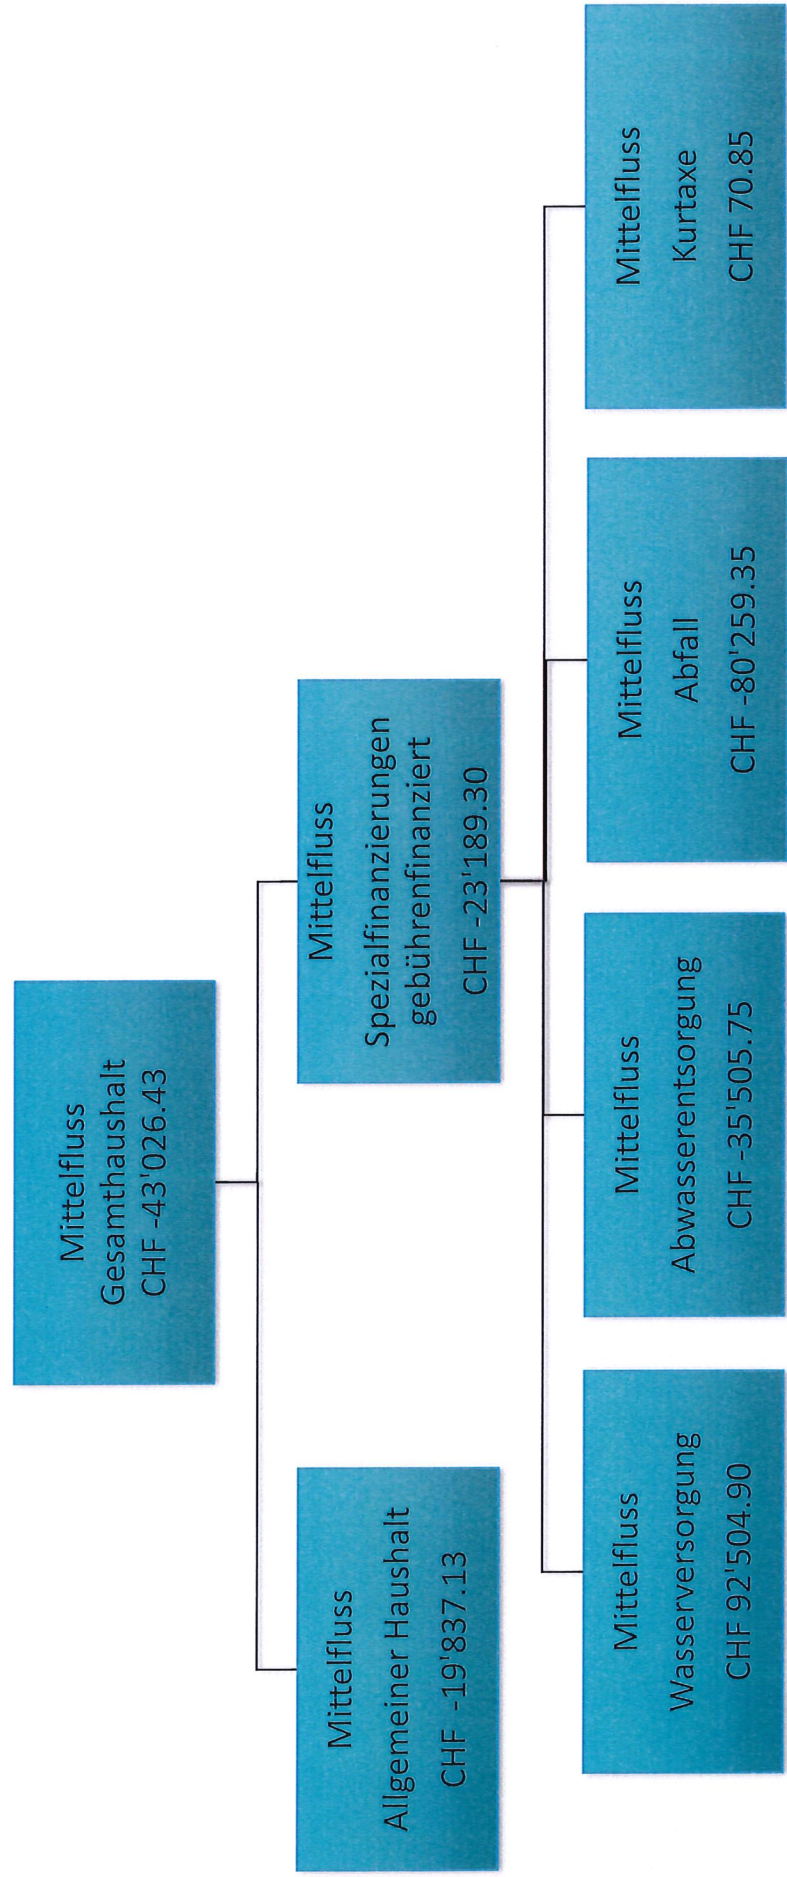 Mittelfluss
Gesamthaushalt
CHF -43'026.43
Mittelfluss
Allgemeiner Haushalt
CHF -19'837.13
Mittelfluss
Spezialfinanzierungen
gebührenfinanziert
CHF -23'189.30
Mittelfluss
Wasserversorgung
CHF 92'504.90
Mittelfluss
Abwasserentsorgung
CHF -35'505.75
Mittelfluss
Abfall
CHF -80'259.35
Mittelfluss
Kurtaxe
CHF 70.85